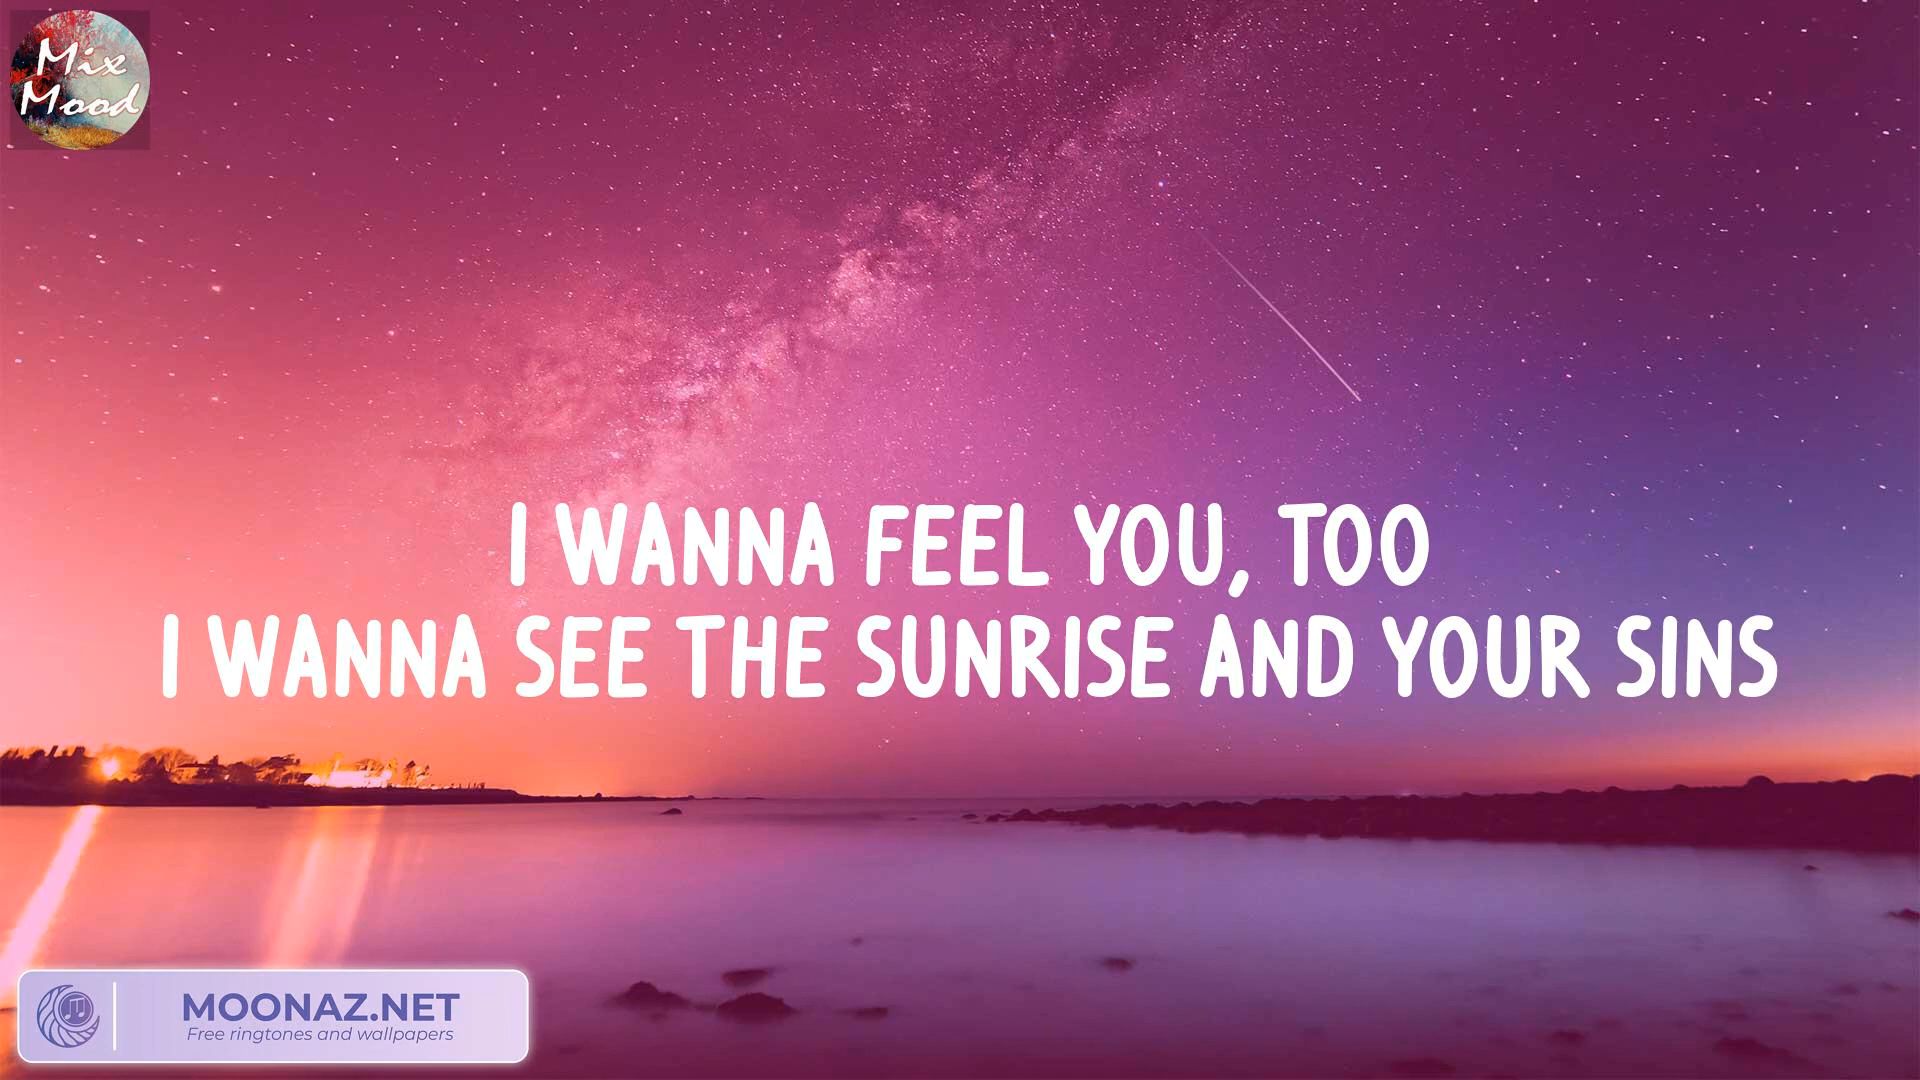 Mix
Mood
I WANNA FEEL YOU, TOO
I WANNA SEE THE SUNRISE AND YOUR SINS
MOONAZ.NET
Free ringtones and wallpapers